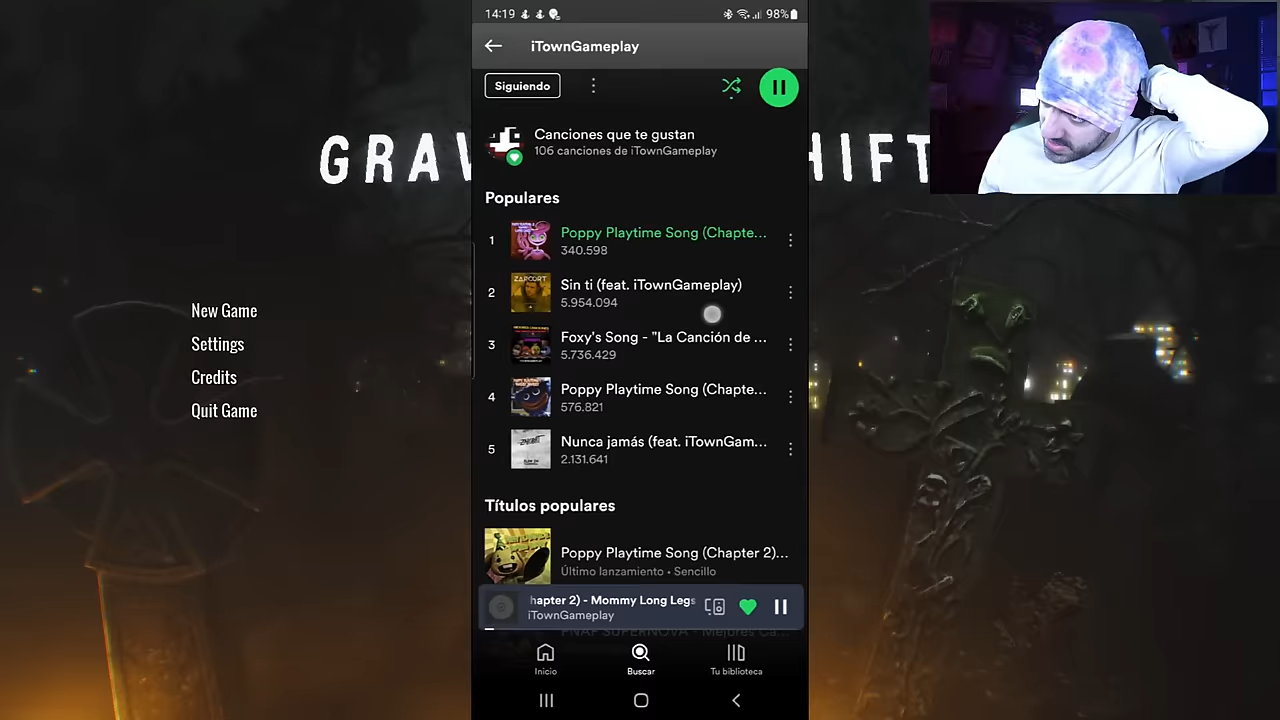 14:19
98%
iTownGameplay
Siguiendo
Canciones que te gustan
106 canciones de iTownGameplay
Populares
1
Poppy Playtime Song (Chapte...
340.598
2
Sin ti (feat. iTownGameplay)
5.954.094
3
Foxy's Song - "La Canción de ...
5.736.429
4
Poppy Playtime Song (Chapte...
576.821
5
Nunca jamás (feat. iTownGam...
2.131.641
Títulos populares
Poppy Playtime Song (Chapter 2)...
Último lanzamiento • Sencillo
hapter 2) - Mommy Long Legs
iTownGameplay
FNAF SUPERNOVA - Mejores Ca...
Inicio
Buscar
Tu biblioteca
GRAV
HIFT
New Game
Settings
Credits
Quit Game